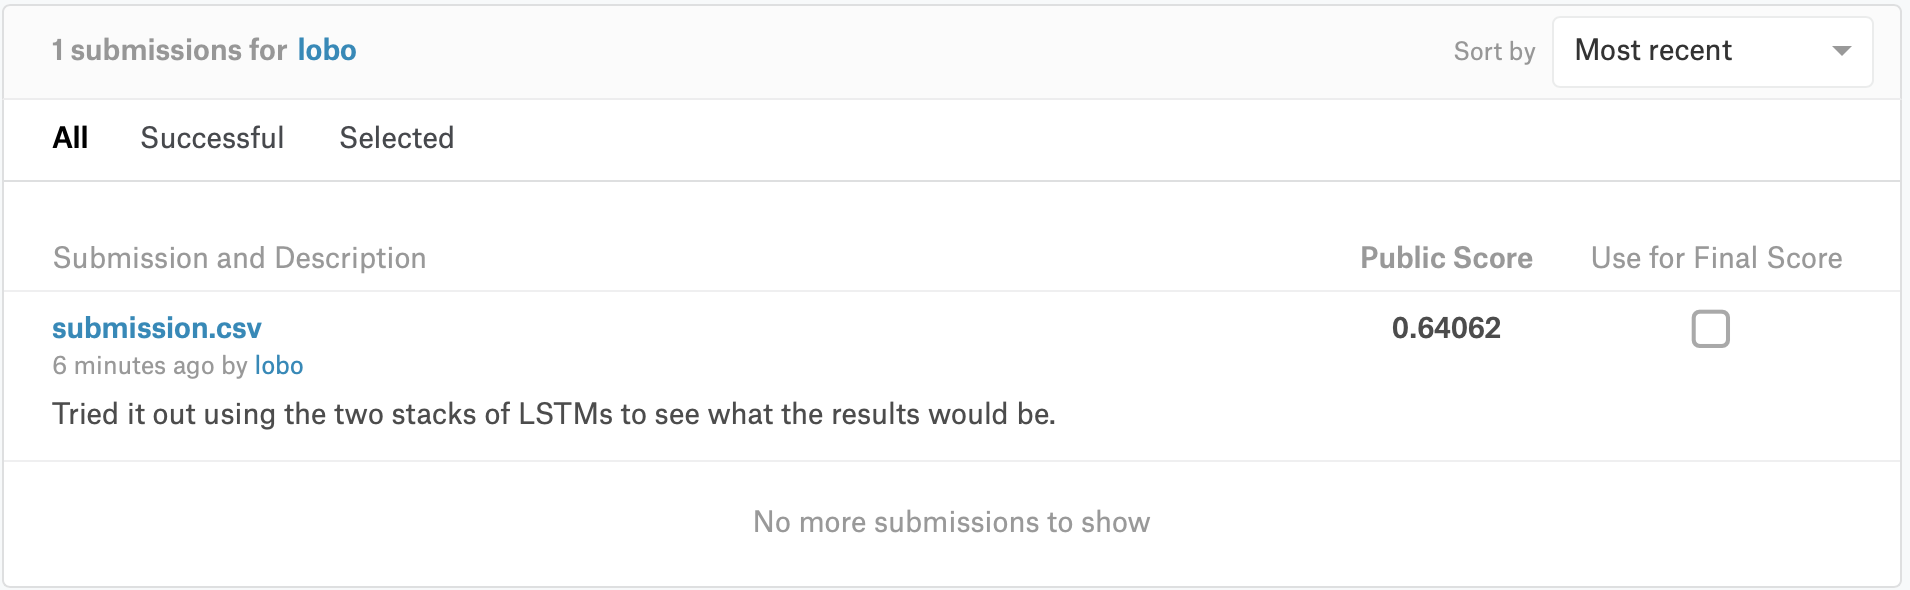 1 submissions for lobo
Sort by Most recent
All Successful Selected
Submission and Description Public Score Use for Final Score
submission.csv 0.64062
6 minutes ago by lobo
Tried it out using the two stacks of LSTMs to see what the results would be.
No more submissions to show